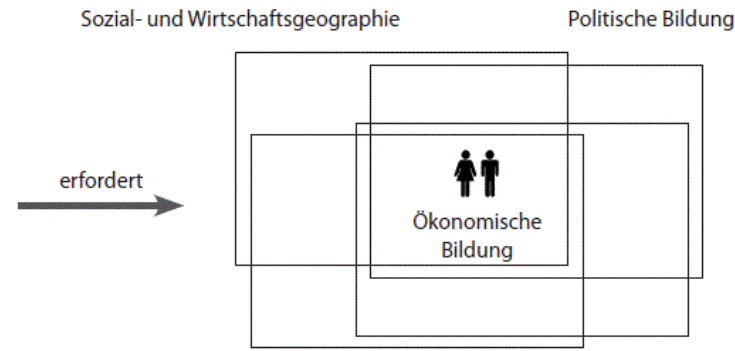 Sozial- und Wirtschaftsgeographie
Politische Bildung
erfordert
Ökonomische
Bildung